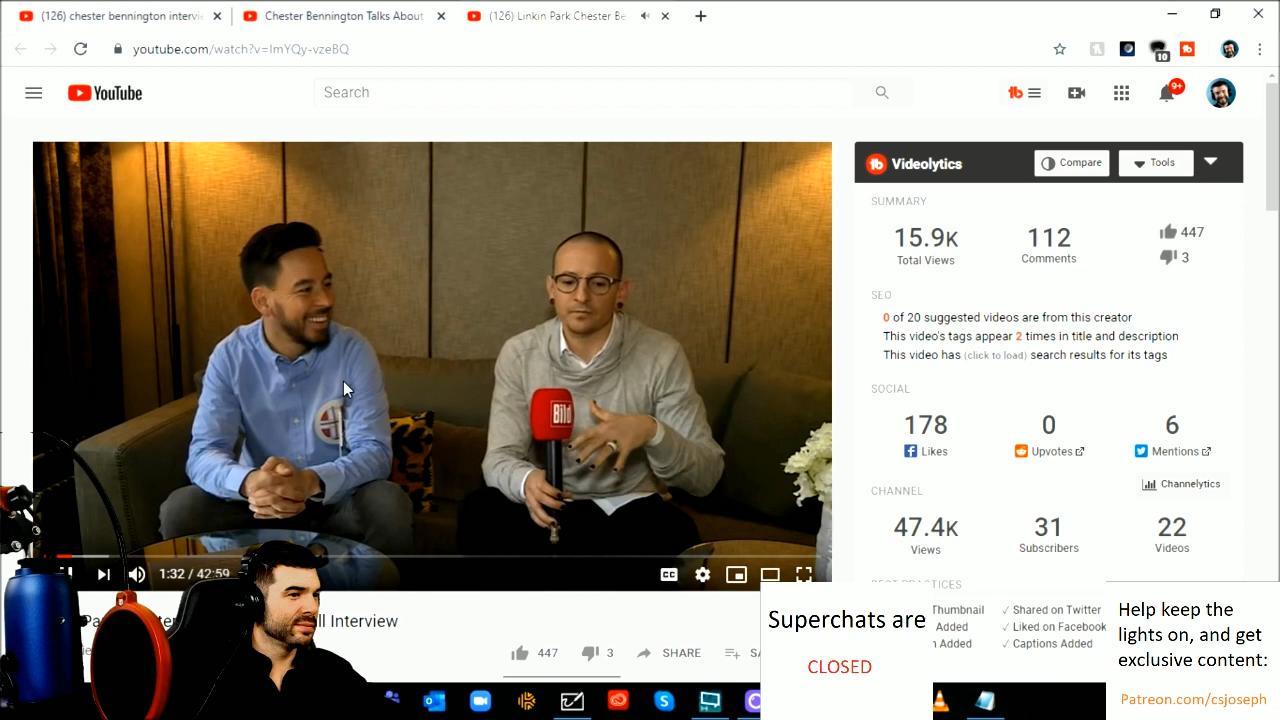 (126) chester bennington intervie
Chester Bennington Talks About
(126) Linkin Park Chester Be
youtube.com/watch?v=ImYQy-vzeBQ
10
YouTube
Search
9+
Bild
1:32 / 42:59
CC
ll Interview
447
3
SHARE
Videolytics
Compare
Tools
SUMMARY
15.9K
Total Views
112
Comments
447
3
SEO
0 of 20 suggested videos are from this creator
This video's tags appear 2 times in title and description
This video has (click to load) search results for its tags
SOCIAL
178
Likes
0
Upvotes
6
Mentions
Channelytics
CHANNEL
47.4K
Views
31
Subscribers
22
Videos
Thumbnail
Added
Added
✓ Shared on Twitter
✓ Liked on Facebook
✓ Captions Added
Superchats are
CLOSED
Help keep the
lights on, and get
exclusive content:
Patreon.com/csjoseph